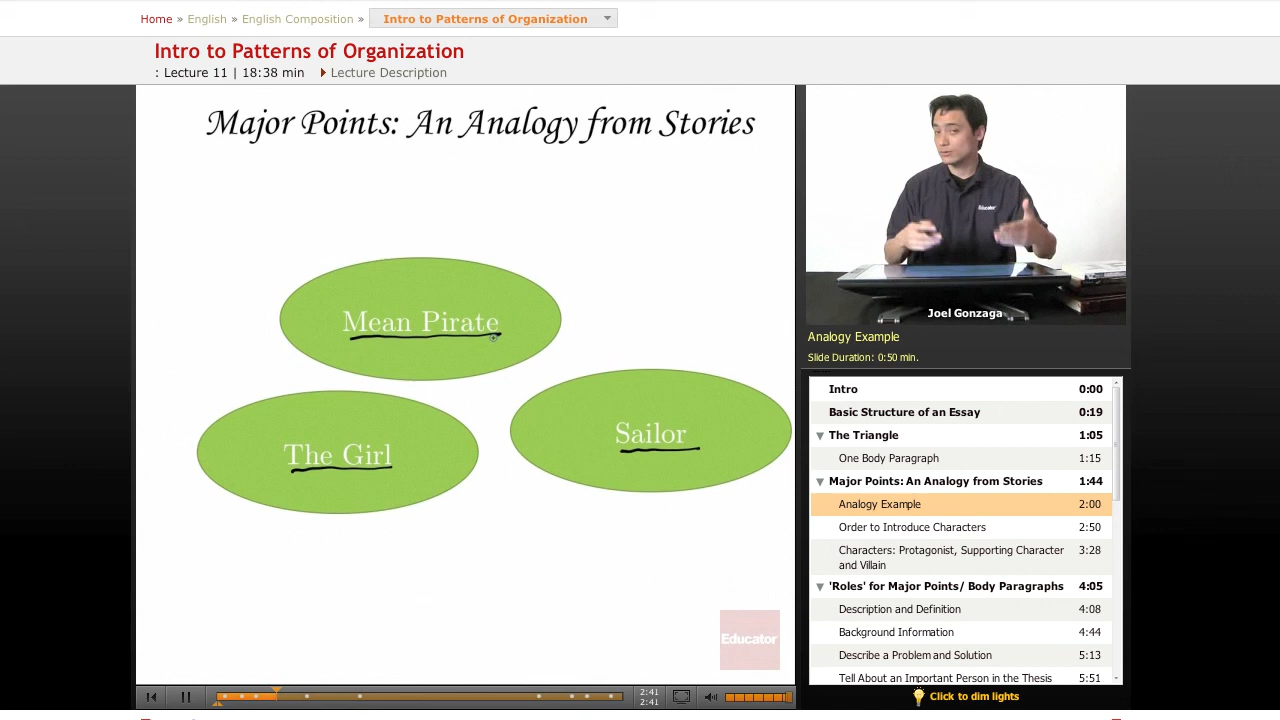 Home » English » English Composition » Intro to Patterns of Organization
Intro to Patterns of Organization
: Lecture 11 | 18:38 min Lecture Description
Major Points: An Analogy from Stories
Mean Pirate
The Girl
Sailor
Educator
Educator
Joel Gonzaga
Analogy Example
Slide Duration: 0:50 min.
Intro 0:00
Basic Structure of an Essay 0:19
The Triangle 1:05
One Body Paragraph 1:15
Major Points: An Analogy from Stories 1:44
Analogy Example 2:00
Order to Introduce Characters 2:50
Characters: Protagonist, Supporting Character 3:28
and Villain
'Roles' for Major Points/ Body Paragraphs 4:05
Description and Definition 4:08
Background Information 4:44
Describe a Problem and Solution 5:13
Tell About an Important Person in the Thesis 5:51
2:41
2:41
Click to dim lights